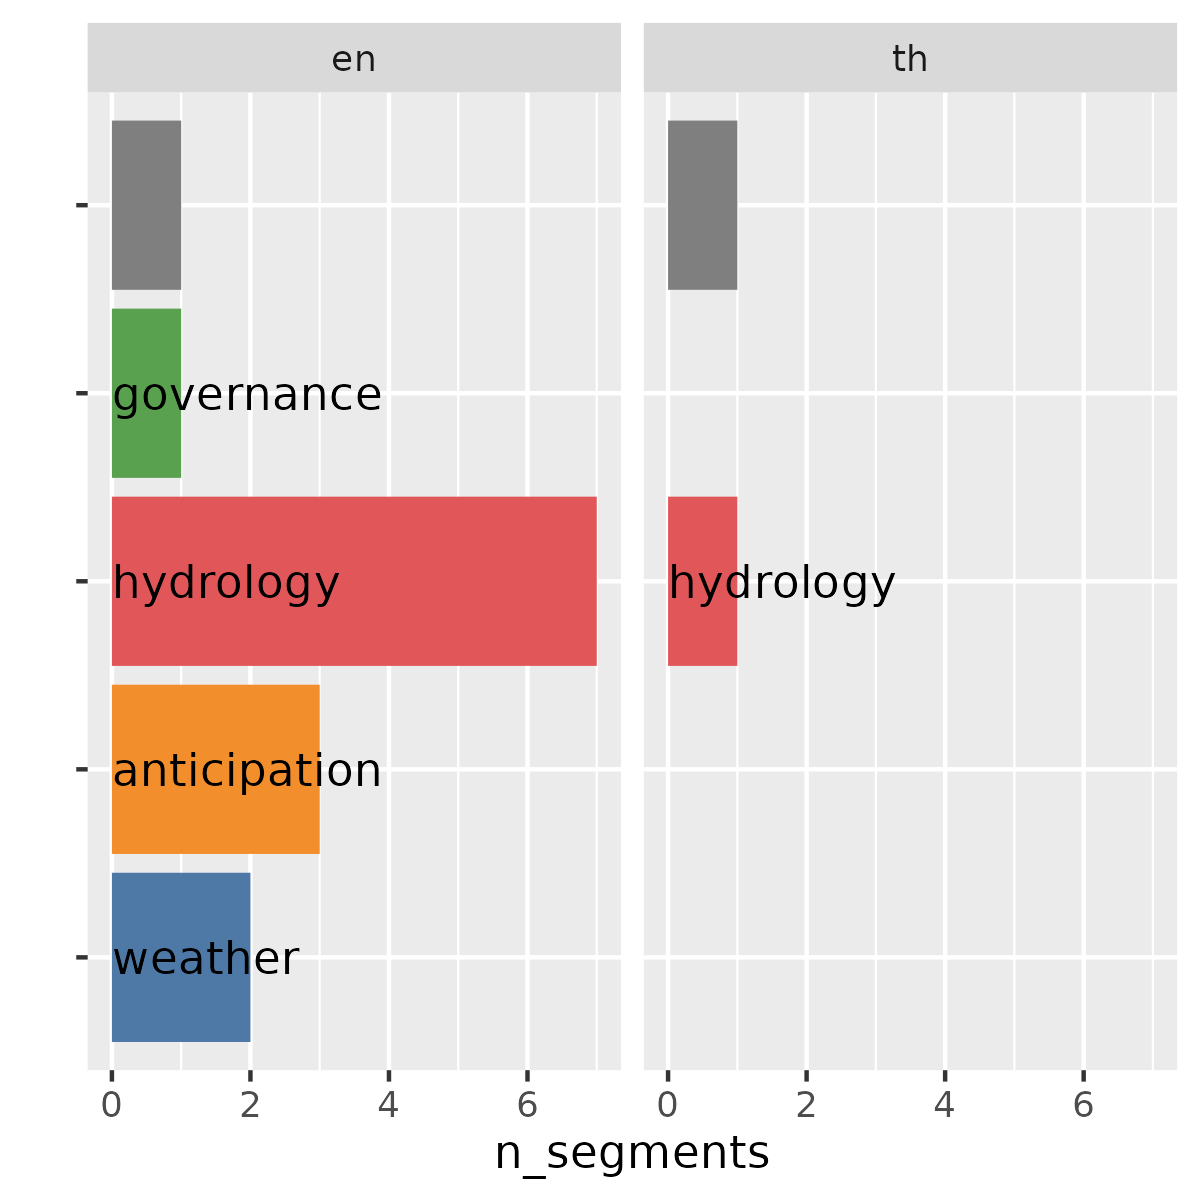 en
th
governance
hydrology
hydrology
anticipation
weather
0 2 4 6
0 2 4 6
n_segments